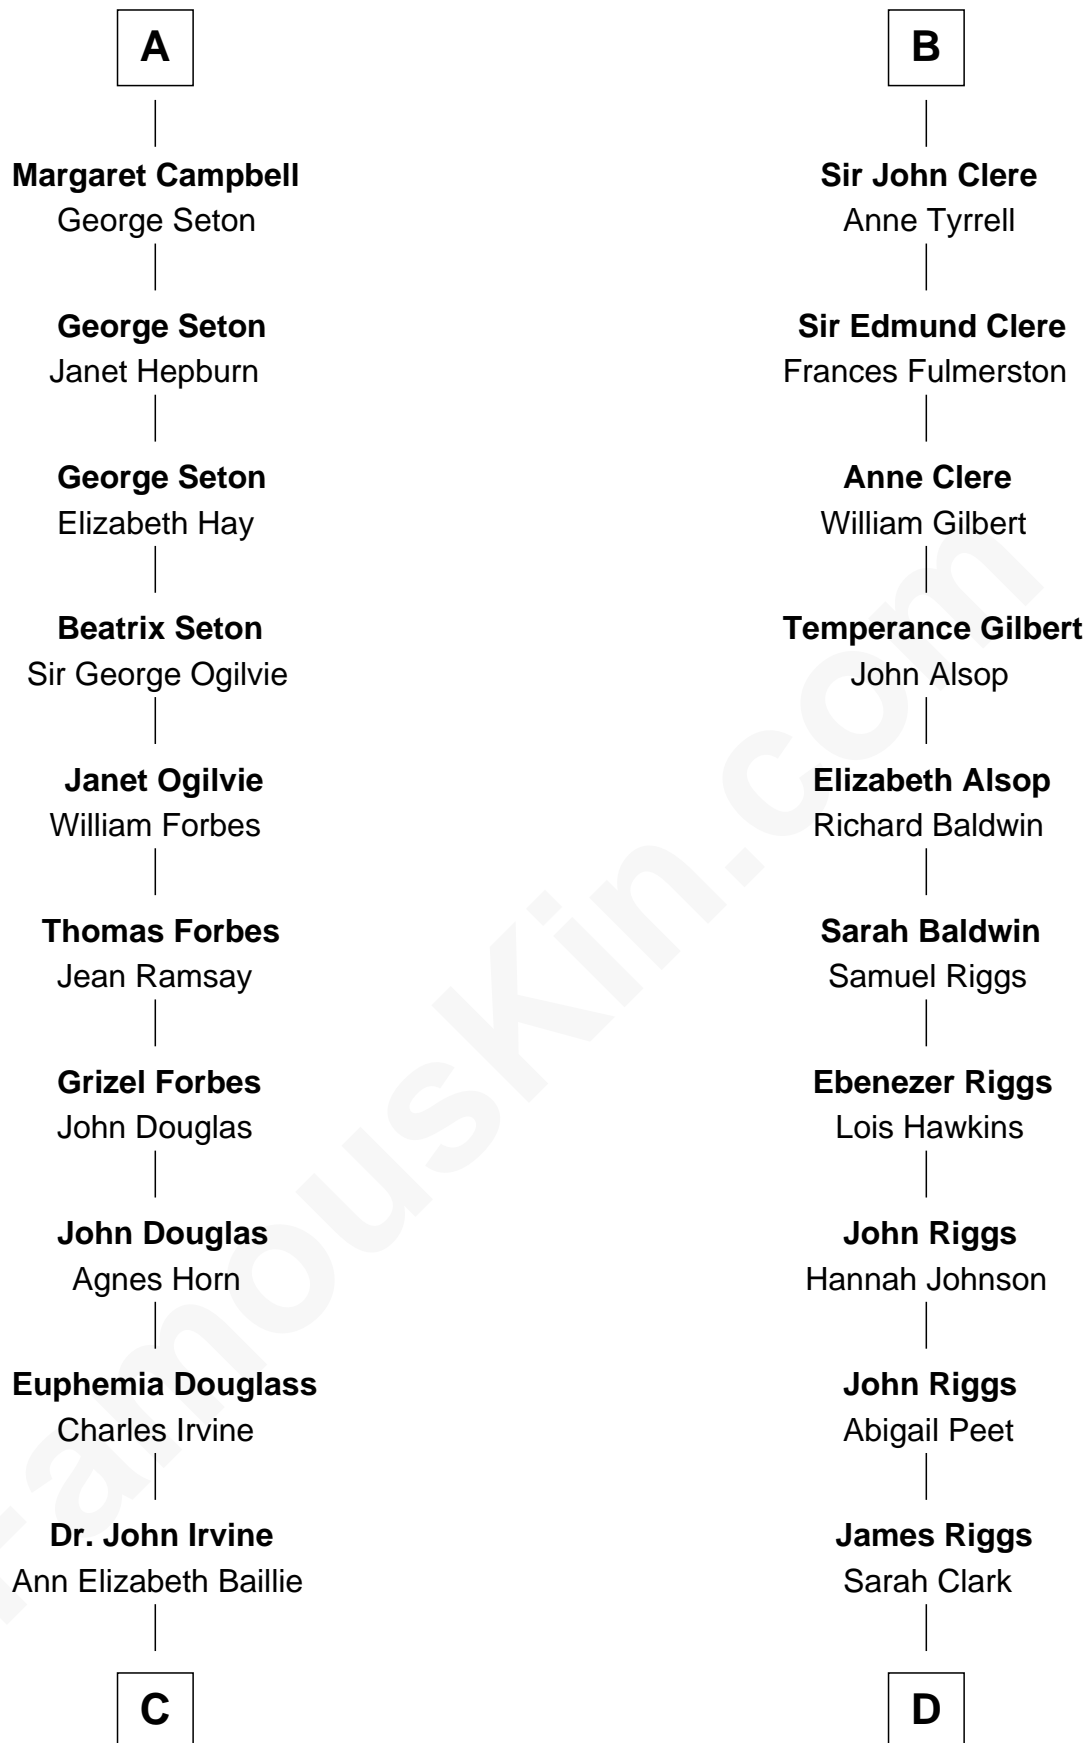 A
Margaret Campbell
George Seton
George Seton
Janet Hepburn
George Seton
Elizabeth Hay
Beatrix Seton
Sir George Ogilvie
Janet Ogilvie
William Forbes
Thomas Forbes
Jean Ramsay
Grizel Forbes
John Douglas
John Douglas
Agnes Horn
Euphemia Douglass
Charles Irvine
Dr. John Irvine
Ann Elizabeth Baillie
C
B
Sir John Clere
Anne Tyrrell
Sir Edmund Clere
Frances Fulmerston
Anne Clere
William Gilbert
Temperance Gilbert
John Alsop
Elizabeth Alsop
Richard Baldwin
Sarah Baldwin
Samuel Riggs
Ebenezer Riggs
Lois Hawkins
John Riggs
Hannah Johnson
John Riggs
Abigail Peet
James Riggs
Sarah Clark
D
FamousKin.com